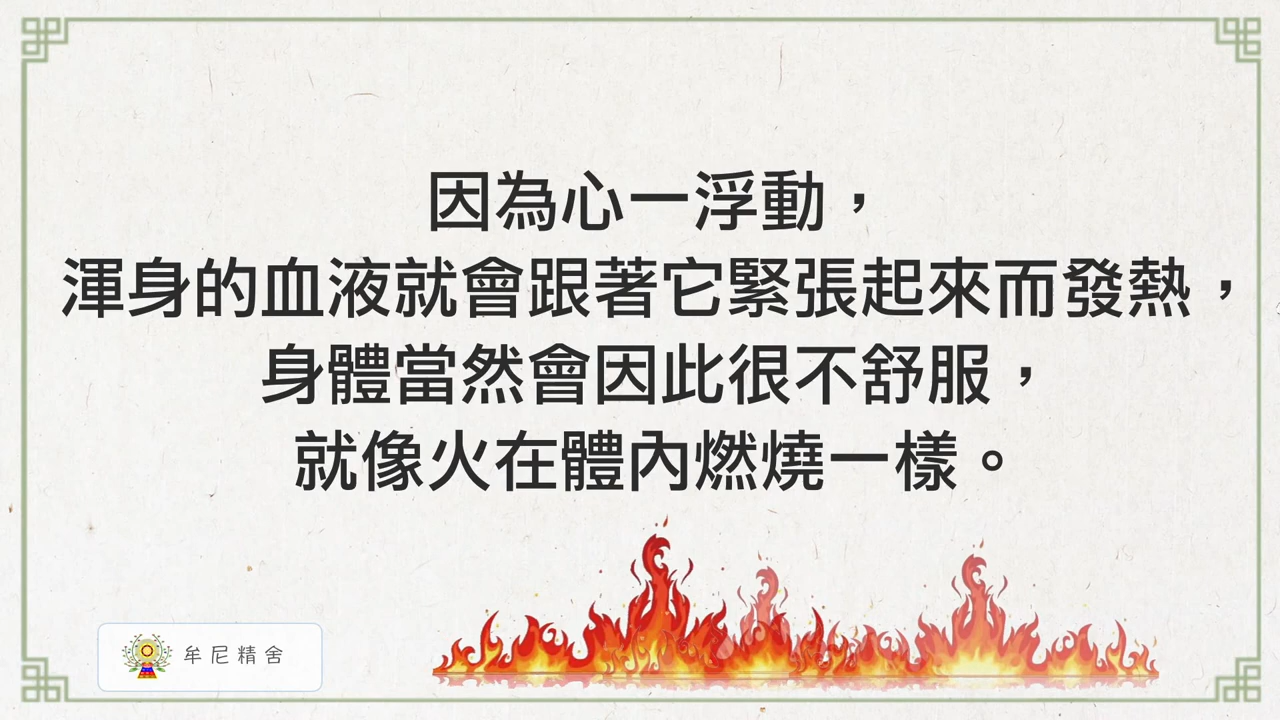 因為心一浮動，
渾身的血液就會跟著它緊張起來而發熱，
身體當然會因此很不舒服，
就像火在體內燃燒一樣。
牟尼精舍